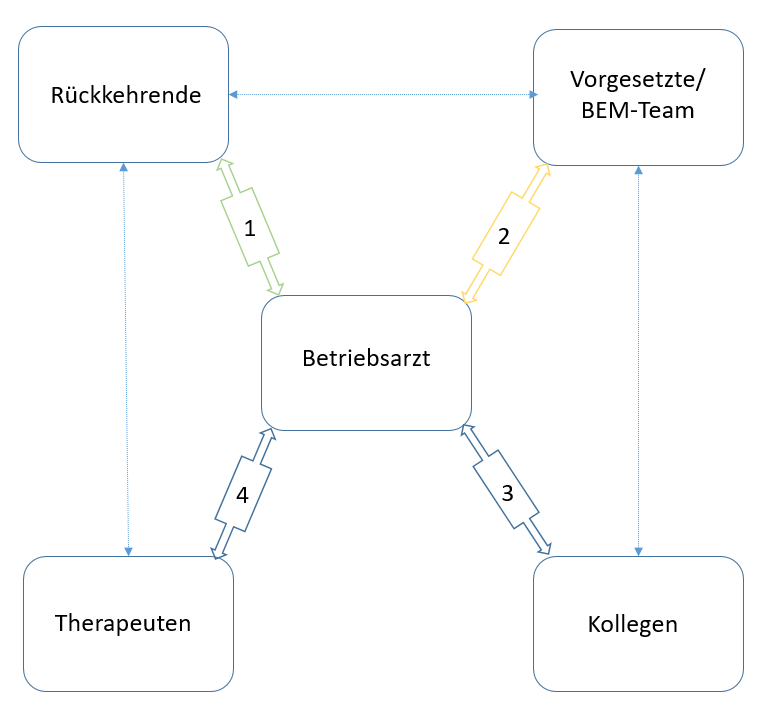 Rückkehrende
Vorgesetzte/
BEM-Team
1
2
Betriebsarzt
4
3
Therapeuten
Kollegen